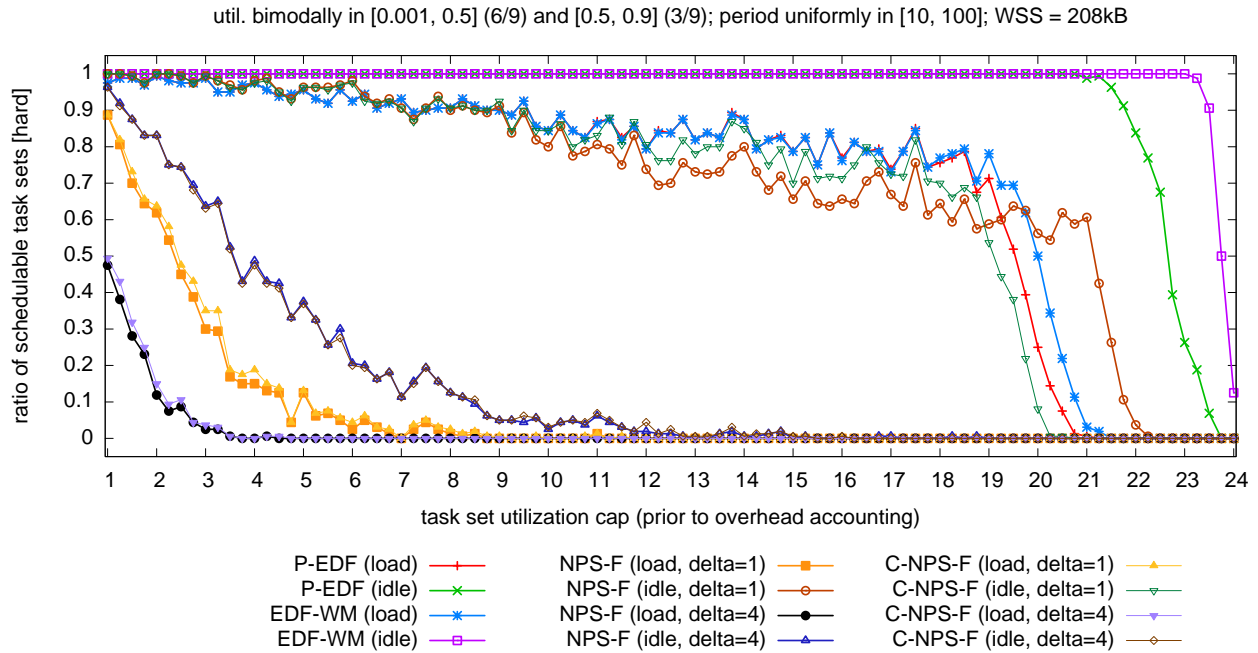 util. bimodally in [0.001, 0.5] (6/9) and [0.5, 0.9] (3/9); period uniformly in [10, 100]; WSS = 208kB
ratio of schedulable task sets [hard]
1
0.9
0.8
0.7
0.6
0.5
0.4
0.3
0.2
0.1
0
1 2 3 4 5 6 7 8 9 10 11 12 13 14 15 16 17 18 19 20 21 22 23 24
task set utilization cap (prior to overhead accounting)
P-EDF (load) NPS-F (load, delta=1) C-NPS-F (load, delta=1)
P-EDF (idle) NPS-F (idle, delta=1) C-NPS-F (idle, delta=1)
EDF-WM (load) NPS-F (load, delta=4) C-NPS-F (load, delta=4)
EDF-WM (idle) NPS-F (idle, delta=4) C-NPS-F (idle, delta=4)